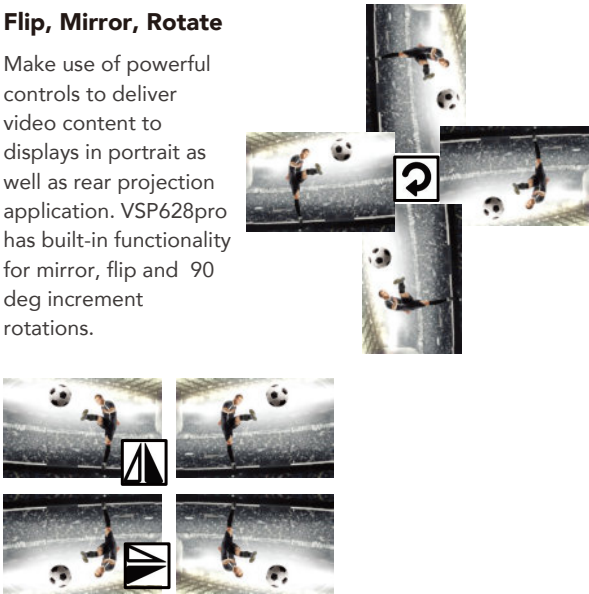 Flip, Mirror, Rotate
Make use of powerful
controls to deliver
video content to
displays in portrait as
well as rear projection
application. VSP628pro
has built-in functionality
for mirror, flip and 90
deg increment
rotations.